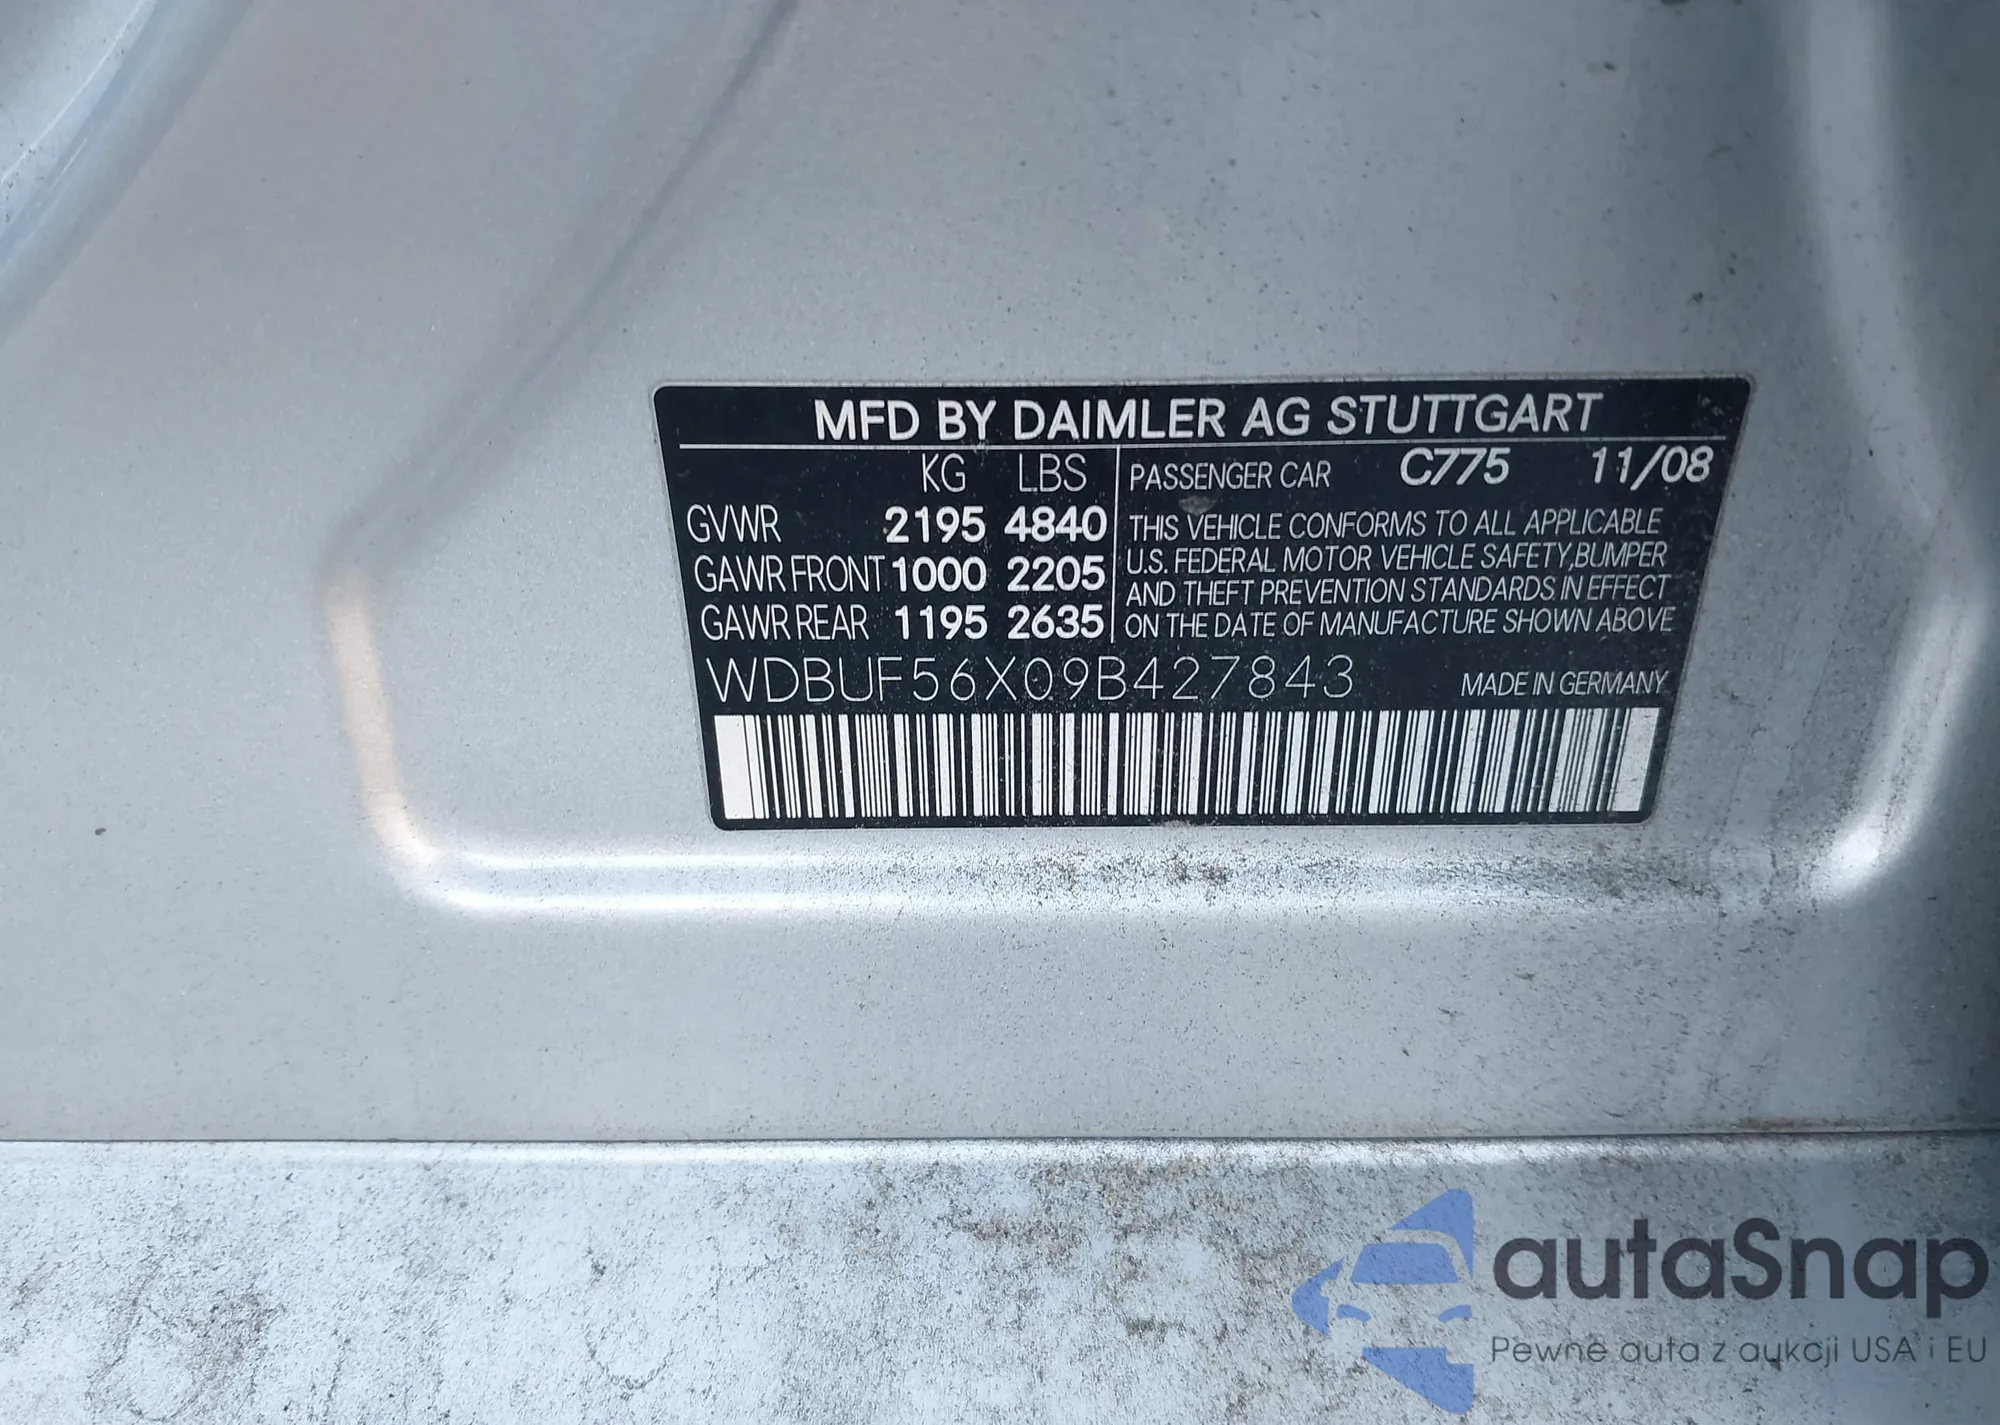 MFD BY DAIMLER AG STUTTGART
KG LBS
GVWR 2195 4840
GAWR FRONT 1000 2205
GAWR REAR 1195 2635
PASSENGER CAR C775 11/08
THIS VEHICLE CONFORMS TO ALL APPLICABLE
U.S. FEDERAL MOTOR VEHICLE SAFETY,BUMPER
AND THEFT PREVENTION STANDARDS IN EFFECT
ON THE DATE OF MANUFACTURE SHOWN ABOVE
WDBUF56X09B427843 MADE IN GERMANY
autaSnap
Pewne auta z aukcji USA i EU